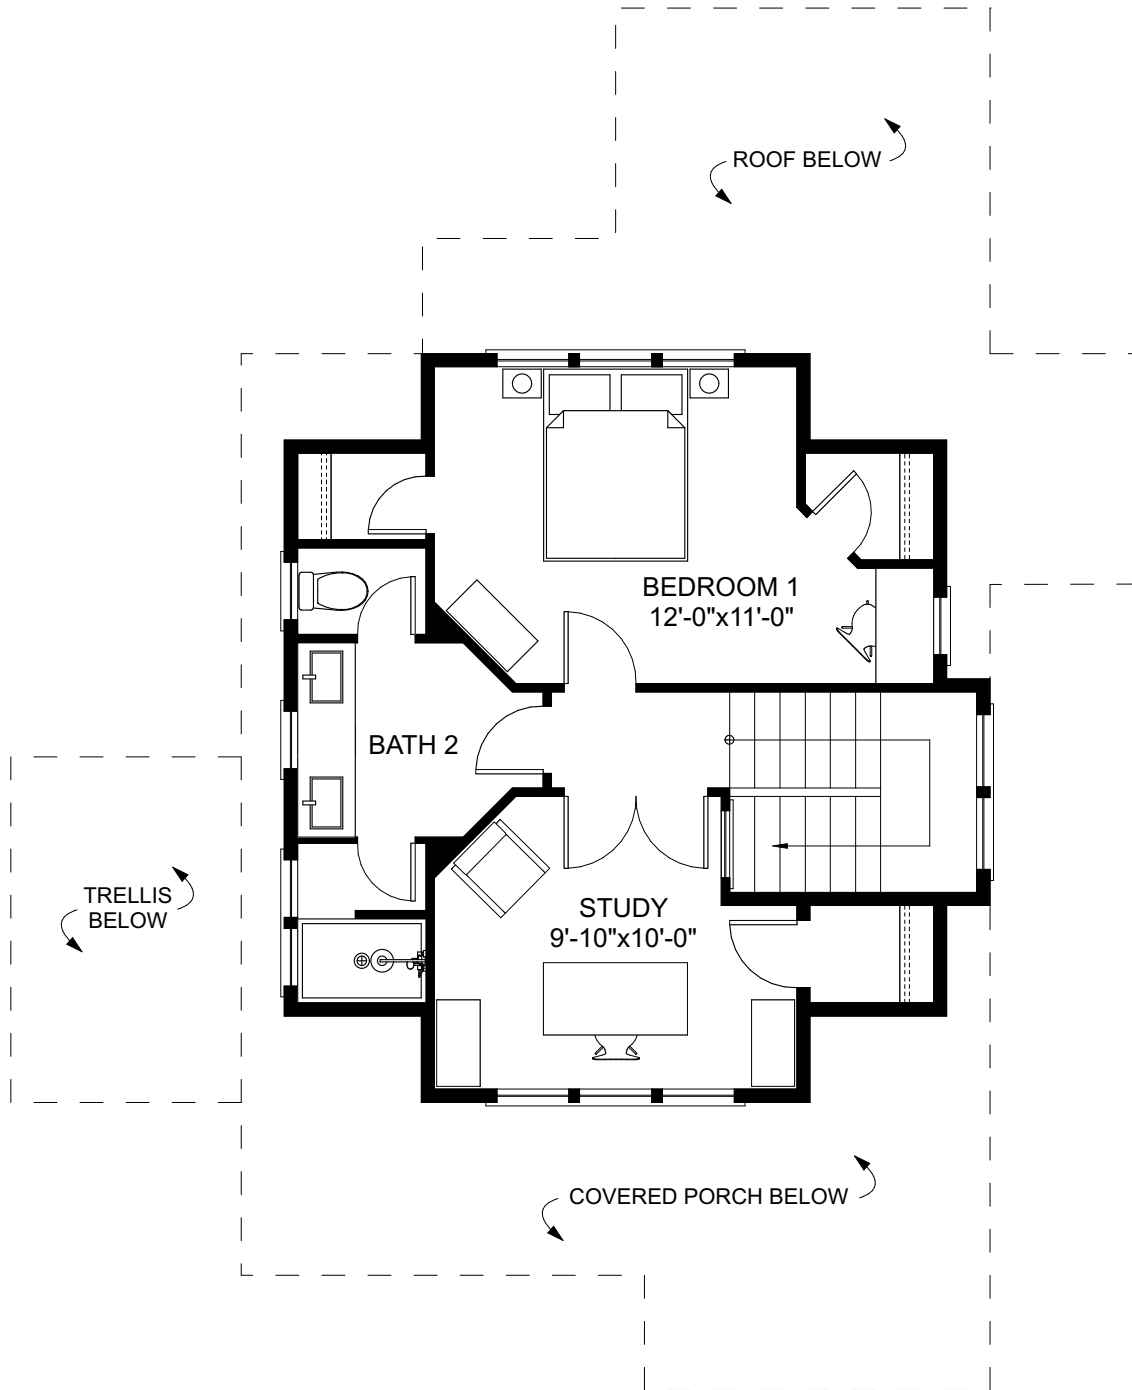 ROOF BELOW
BEDROOM 1
12'-0"x11'-0"
BATH 2
TRELLIS
BELOW
STUDY
9'-10"x10'-0"
COVERED PORCH BELOW